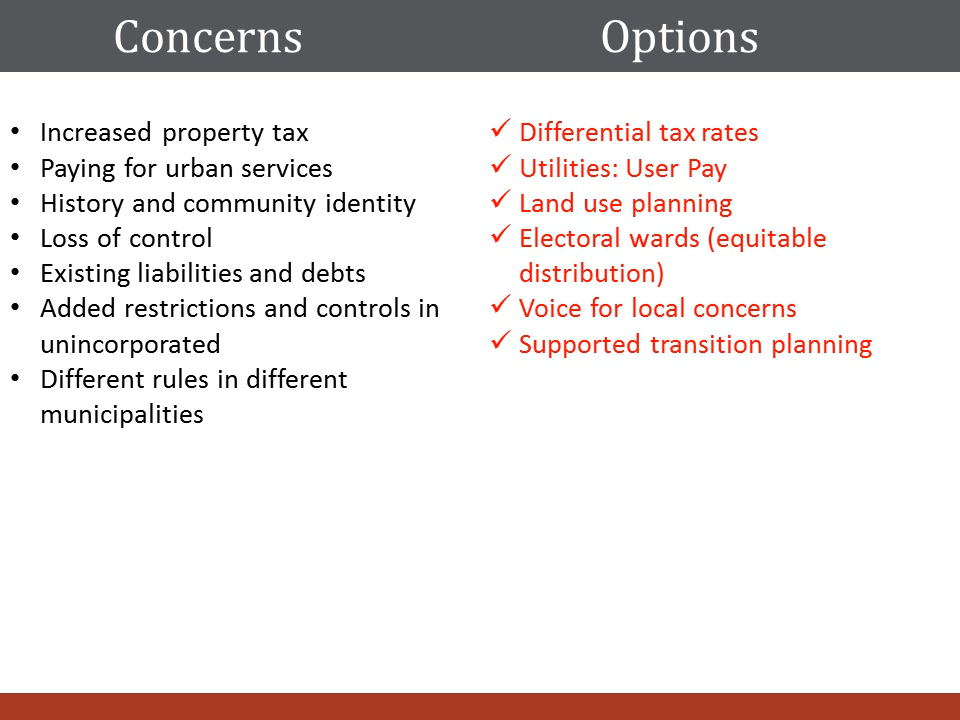 Concerns
Options
• Increased property tax
• Paying for urban services
• History and community identity
• Loss of control
• Existing liabilities and debts
• Added restrictions and controls in
unincorporated
• Different rules in different
municipalities
✓ Differential tax rates
✓ Utilities: User Pay
✓ Land use planning
✓ Electoral wards (equitable
distribution)
✓ Voice for local concerns
✓ Supported transition planning